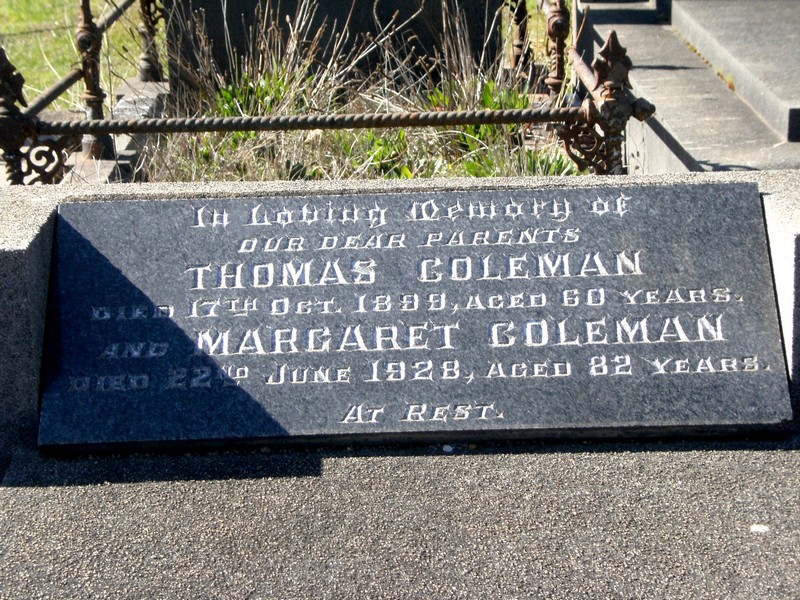 In Loving Memory of
OUR DEAR PARENTS
THOMAS COLEMAN
DIED 17TH OCT. 1899, AGED 60 YEARS.
AND MARGARET COLEMAN
DIED 22ND JUNE 1928, AGED 82 YEARS.
AT REST.